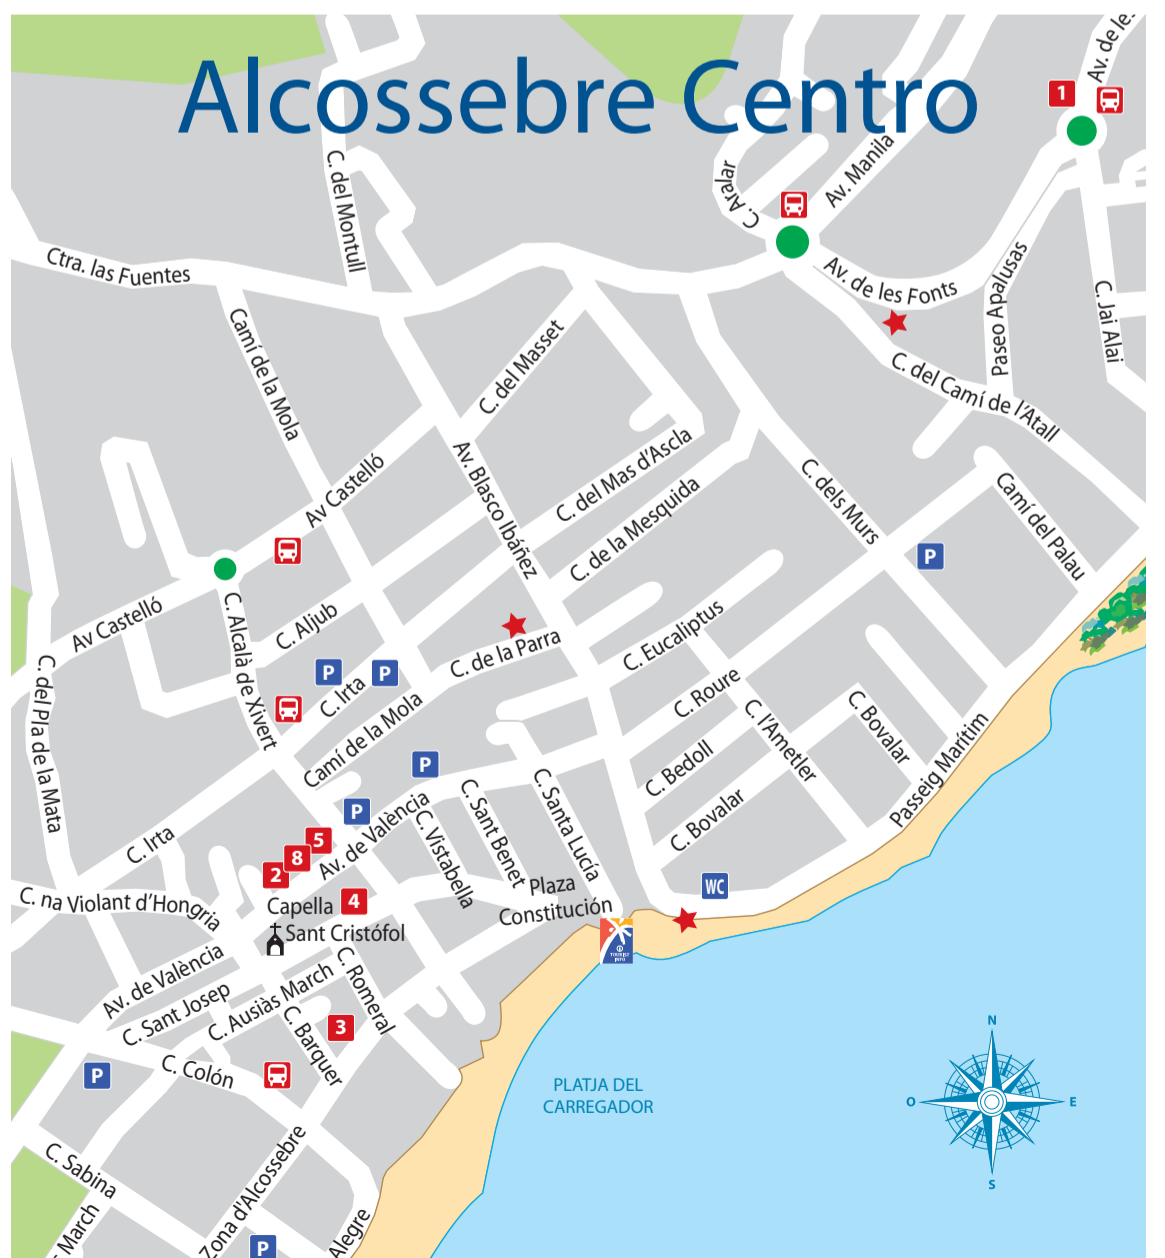 Alcossebre Centro
Av. de les
1
C. del Montull
C. Aralar
Av. Manila
Ctra. las Fuentes
Av. de les Fonts
Paseo Apalusas
C. Jai Alai
Camí de la Mola
C. del Masset
C. del Camí de l'Atall
Av Castelló
Av. Blasco Ibáñez
C. del Mas d'Ascla
C. de la Mesquida
C. dels Murs
Camí del Palau
P
Av Castelló
C. Aljub
C. Alcalà de Xivert
C. de la Parra
C. Eucaliptus
C. del Pla de la Mata
P
P
C. Irta
Camí de la Mola
C. Roure
C. l'Ametler
C. Bovalar
Passeig Marítim
P
C. Bedoll
C. Bovalar
P
Av. de València
C. Vistabella
C. Sant Benet
C. Santa Lucía
C. Irta
5
8
2
4
WC
C. na Violant d'Hongria
Capella
Sant Cristófol
Plaza
Constitución
TOURIST
INFO
Av. de València
C. Sant Josep
C. Ausiàs March
C. Romeral
C. Barquer
3
C. Colón
P
PLATJA DEL
CARREGADOR
N
O
E
S
C. Sabina
March
Zona d'Alcossebre
Alegre
P